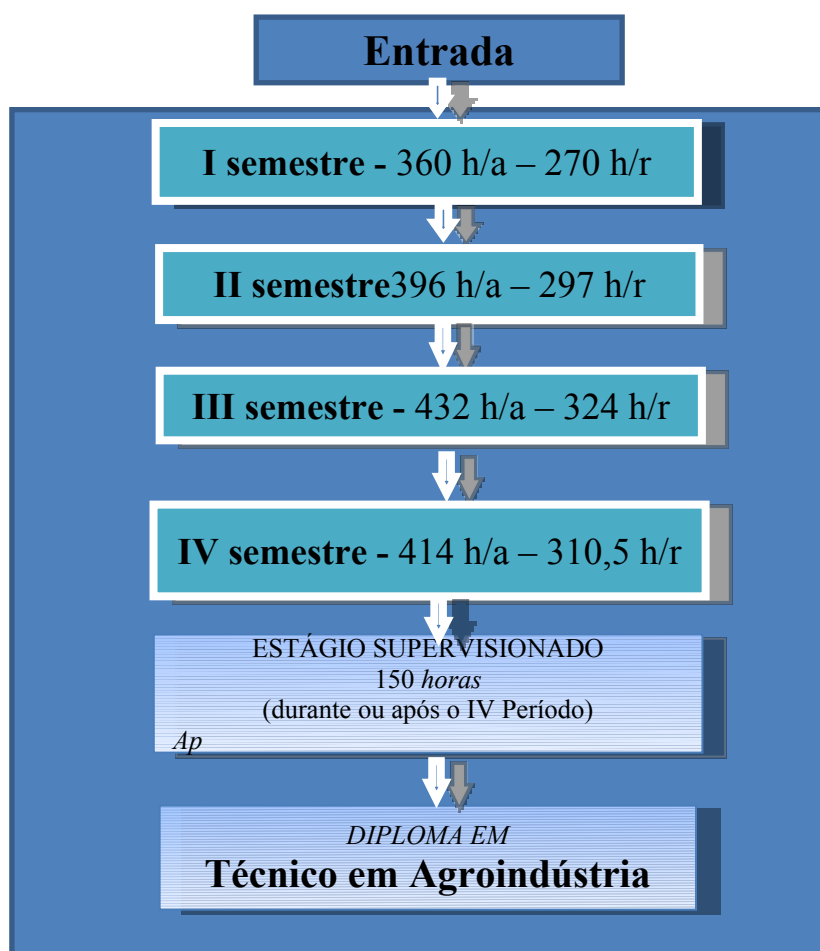 Entrada
I semestre - 360 h/a – 270 h/r
II semestre396 h/a – 297 h/r
III semestre - 432 h/a – 324 h/r
IV semestre - 414 h/a – 310,5 h/r
ESTÁGIO SUPERVISIONADO
150 horas
(durante ou após o IV Período)
Ap
DIPLOMA EM
Técnico em Agroindústria